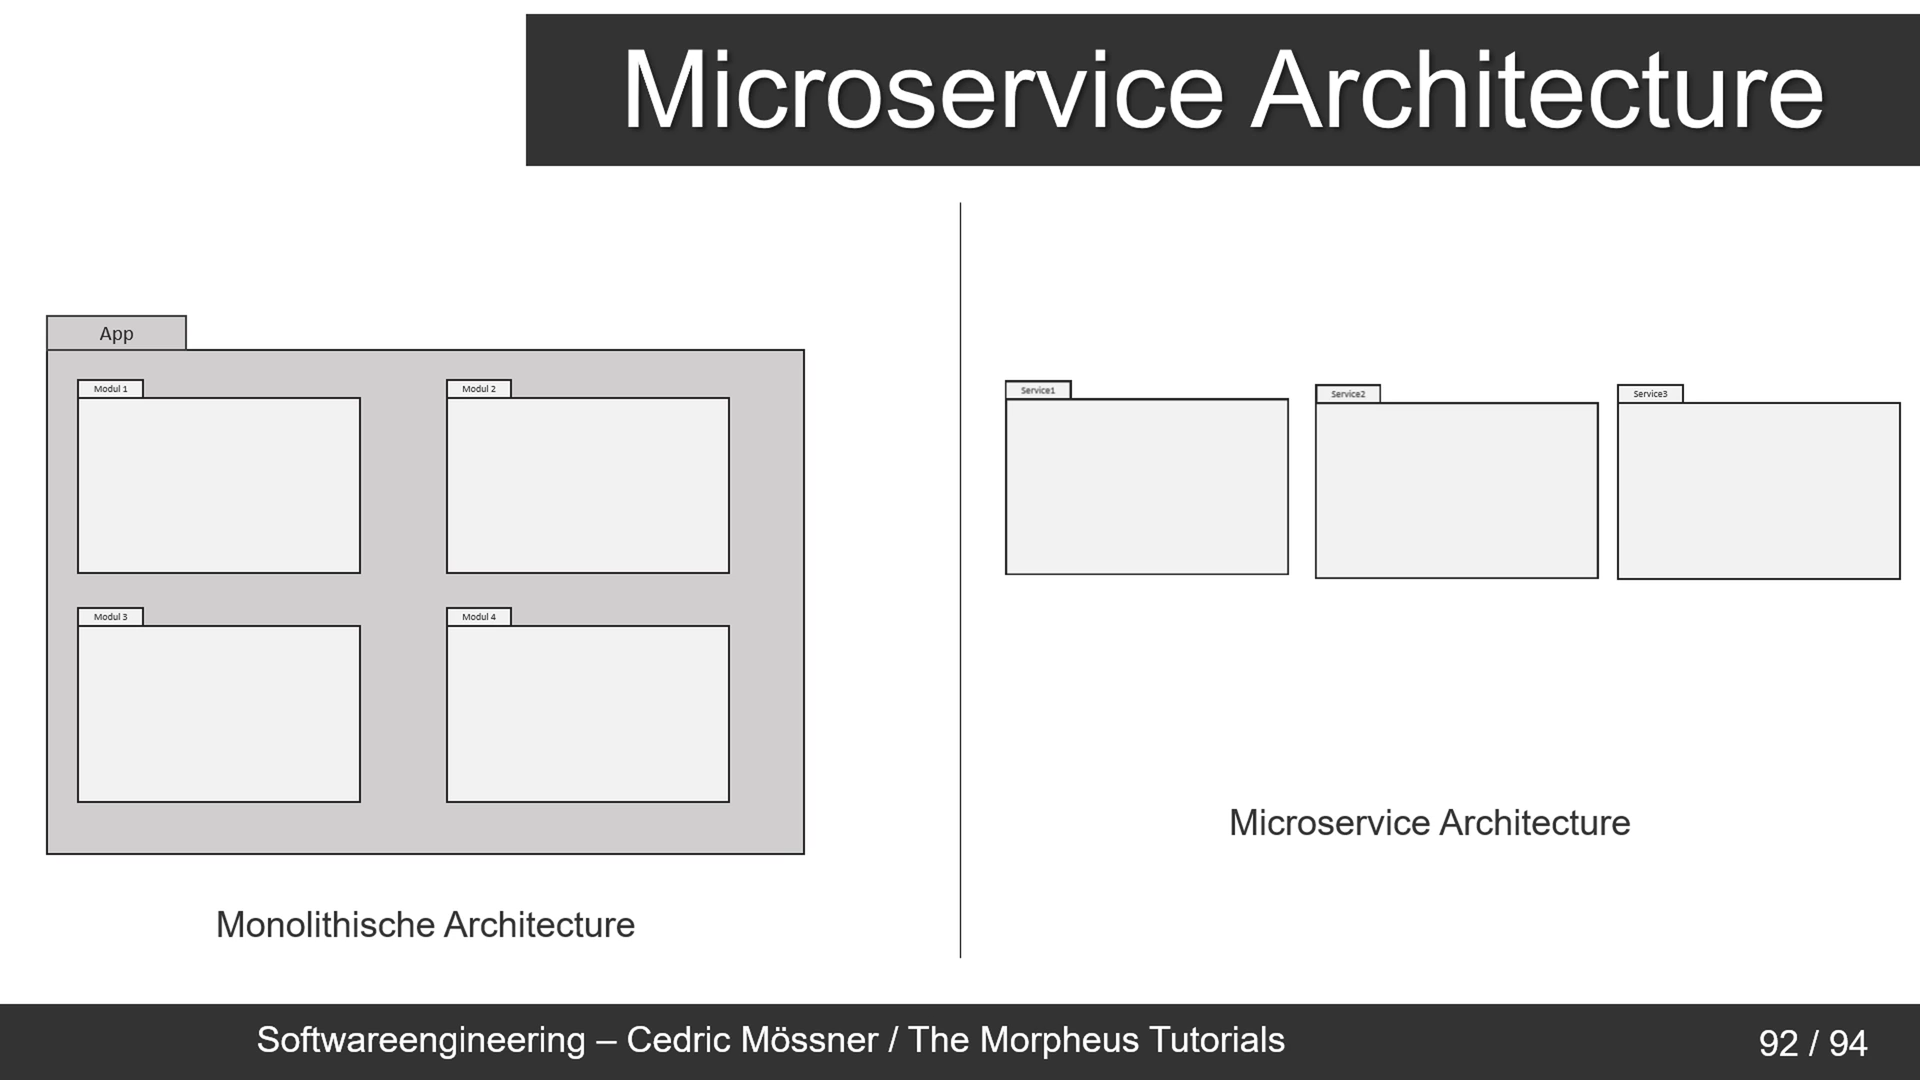 Microservice Architecture
App
Modul 1
Modul 2
Modul 3
Modul 4
Monolithische Architecture
Service1
Service2
Service3
Microservice Architecture
Softwareengineering – Cedric Mössner / The Morpheus Tutorials
92 / 94